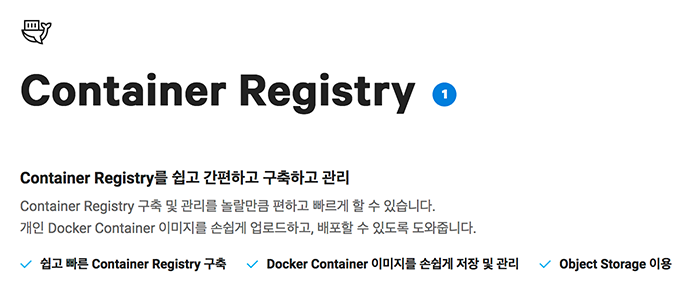 Container Registry 1
Container Registry를 쉽고 간편하고 구축하고 관리
Container Registry 구축 및 관리를 놀랄만큼 편하고 빠르게 할 수 있습니다.
개인 Docker Container 이미지를 손쉽게 업로드하고, 배포할 수 있도록 도와줍니다.
쉽고 빠른 Container Registry 구축 Docker Container 이미지를 손쉽게 저장 및 관리 Object Storage 이용